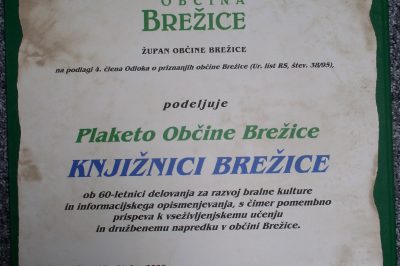 OBČINA
BREŽICE
ŽUPAN OBČINE BREŽICE
na podlagi 4. člena Odloka o priznanjih občine Brežice (Ur. list RS, štev. 38/95),
podeljuje
Plaketo Občine Brežice
KNJIŽNICI BREŽICE
ob 60-letnici delovanja za razvoj bralne kulture
in informacijskega opismenjevanja, s čimer pomembno
prispeva k vseživljenjskemu učenju
in družbenemu napredku v občini Brežice.